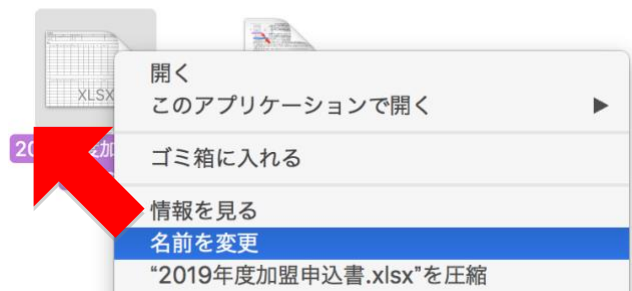 XLSX
開く
このアプリケーションで開く
ゴミ箱に入れる
情報を見る
名前を変更
“2019年度加盟申込書.xlsx”を圧縮